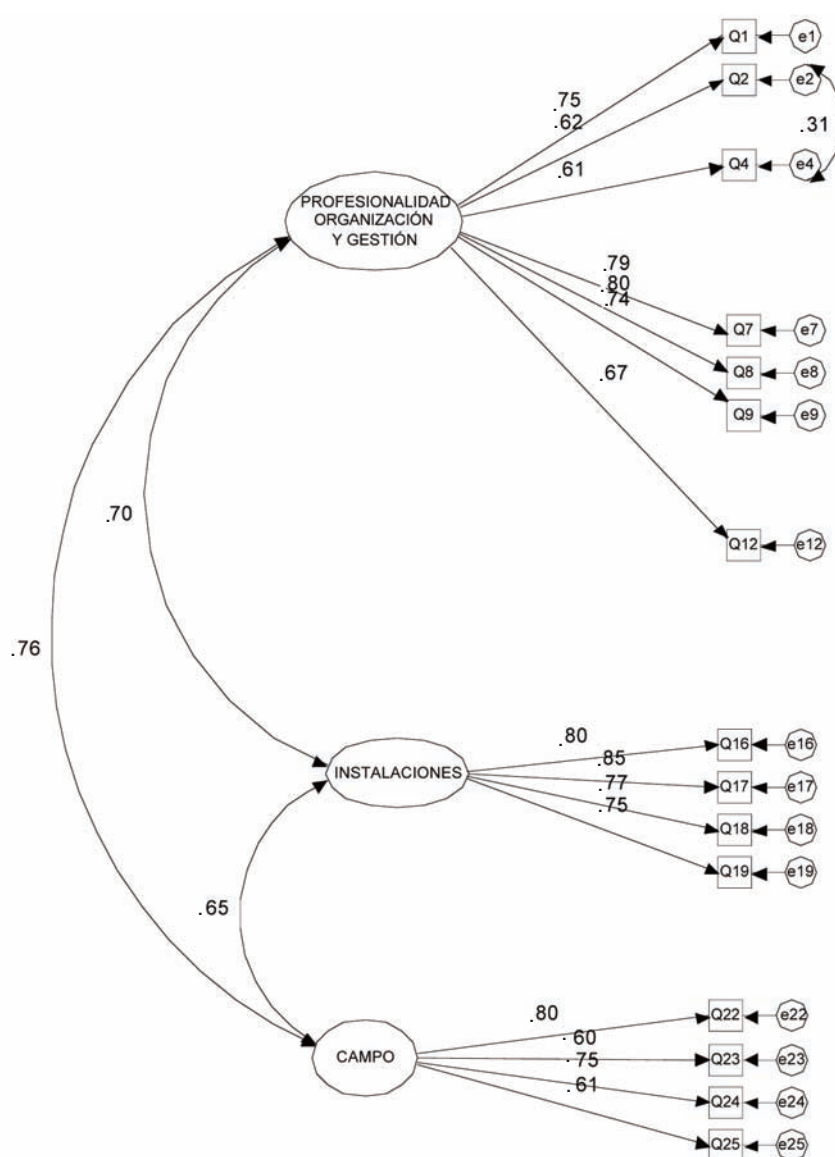 Q1
e1
Q2
e2
.75
.62
.31
.61
Q4
e4
PROFESIONALIDAD
ORGANIZACIÓN
Y GESTIÓN
.79
.80
.74
Q7
e7
.67
Q8
e8
Q9
e9
.70
Q12
e12
.76
.80
Q16
e16
.85
INSTALACIONES
.77
Q17
e17
.75
Q18
e18
Q19
e19
.65
.80
Q22
e22
.60
CAMPO
.75
Q23
e23
.61
Q24
e24
Q25
e25